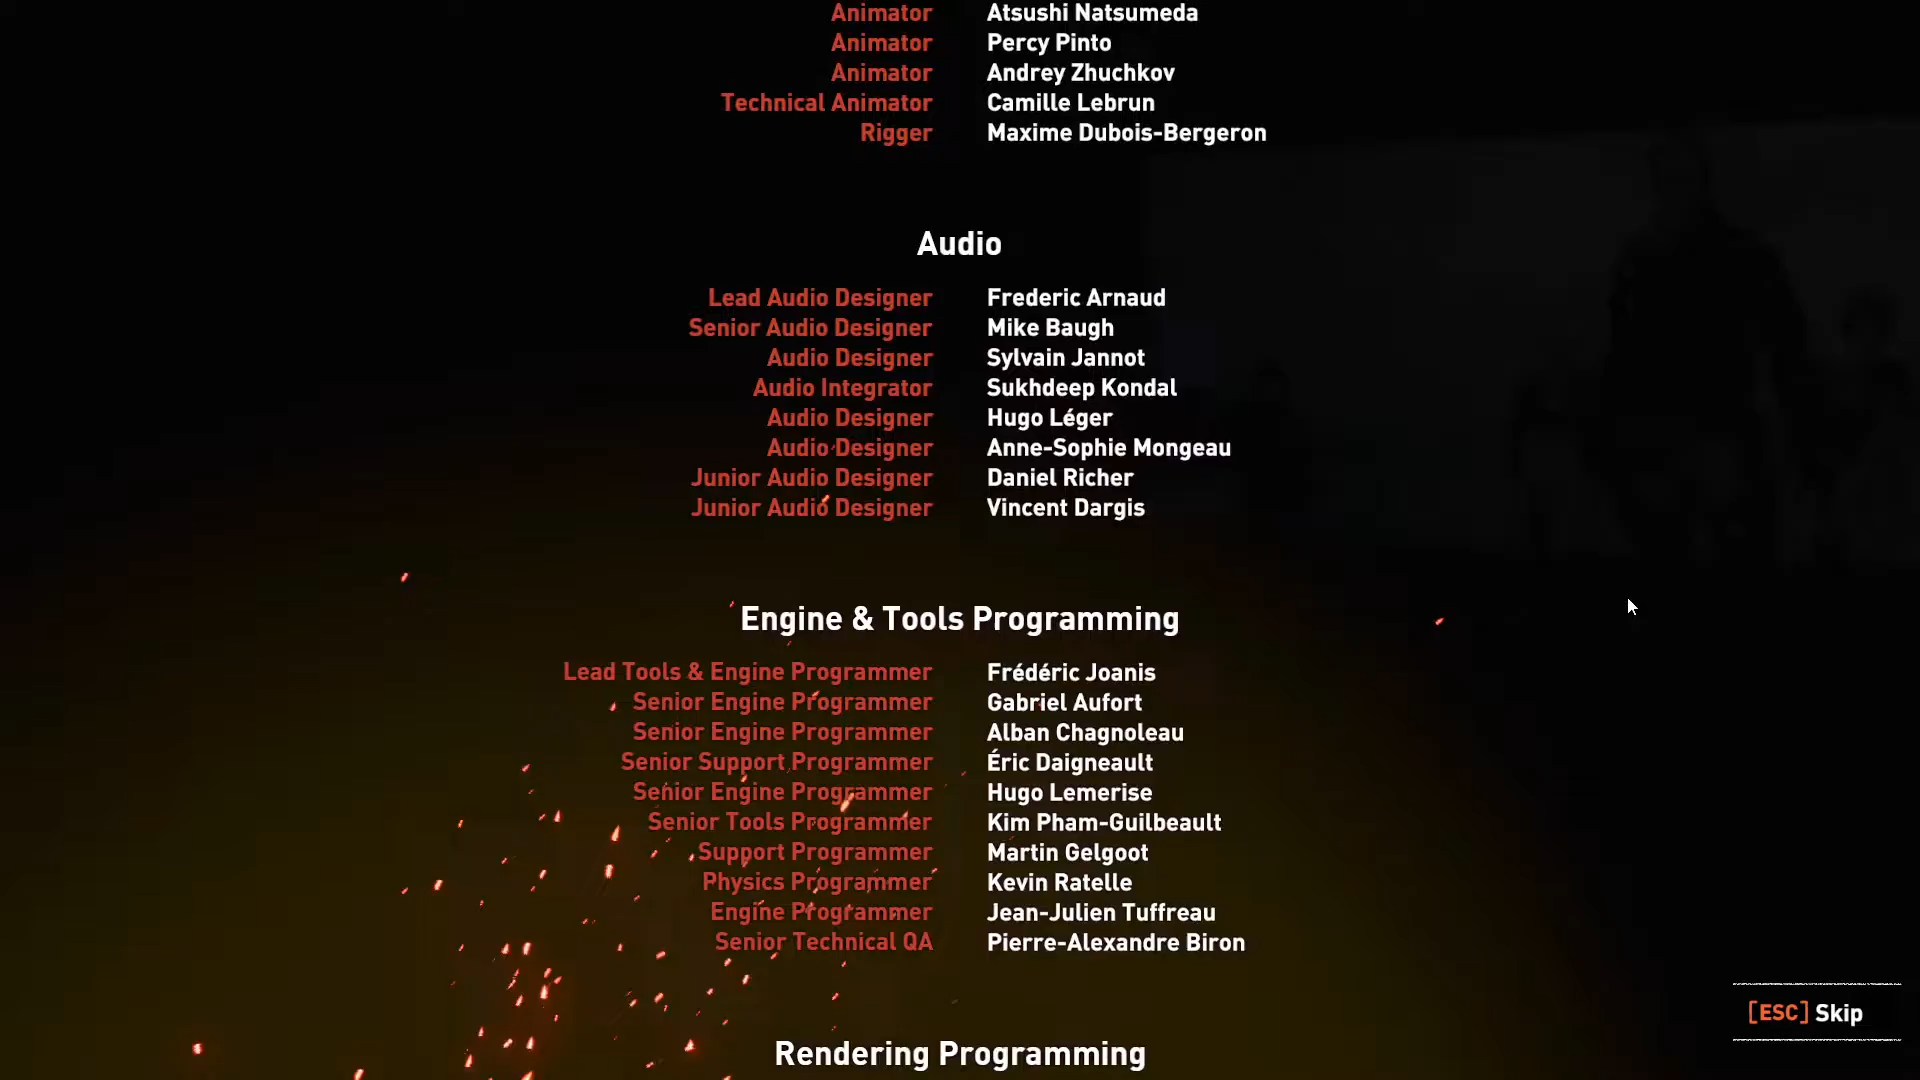 Animator Atsushi Natsumeda
Animator Percy Pinto
Animator Andrey Zhuchkov
Technical Animator Camille Lebrun
Rigger Maxime Dubois-Bergeron
Audio
Lead Audio Designer Frederic Arnaud
Senior Audio Designer Mike Baugh
Audio Designer Sylvain Jannot
Audio Integrator Sukhdeep Kondal
Audio Designer Hugo Léger
Audio Designer Anne-Sophie Mongeau
Junior Audio Designer Daniel Richer
Junior Audio Designer Vincent Dargis
Engine & Tools Programming
Lead Tools & Engine Programmer Frédéric Joanis
Senior Engine Programmer Gabriel Aufort
Senior Engine Programmer Alban Chagnoleau
Senior Support Programmer Éric Daigneault
Senior Engine Programmer Hugo Lemerise
Senior Tools Programmer Kim Pham-Guilbeault
Support Programmer Martin Gelgoot
Physics Programmer Kevin Ratelle
Engine Programmer Jean-Julien Tuffreau
Senior Technical QA Pierre-Alexandre Biron
[ESC] Skip
Rendering Programming